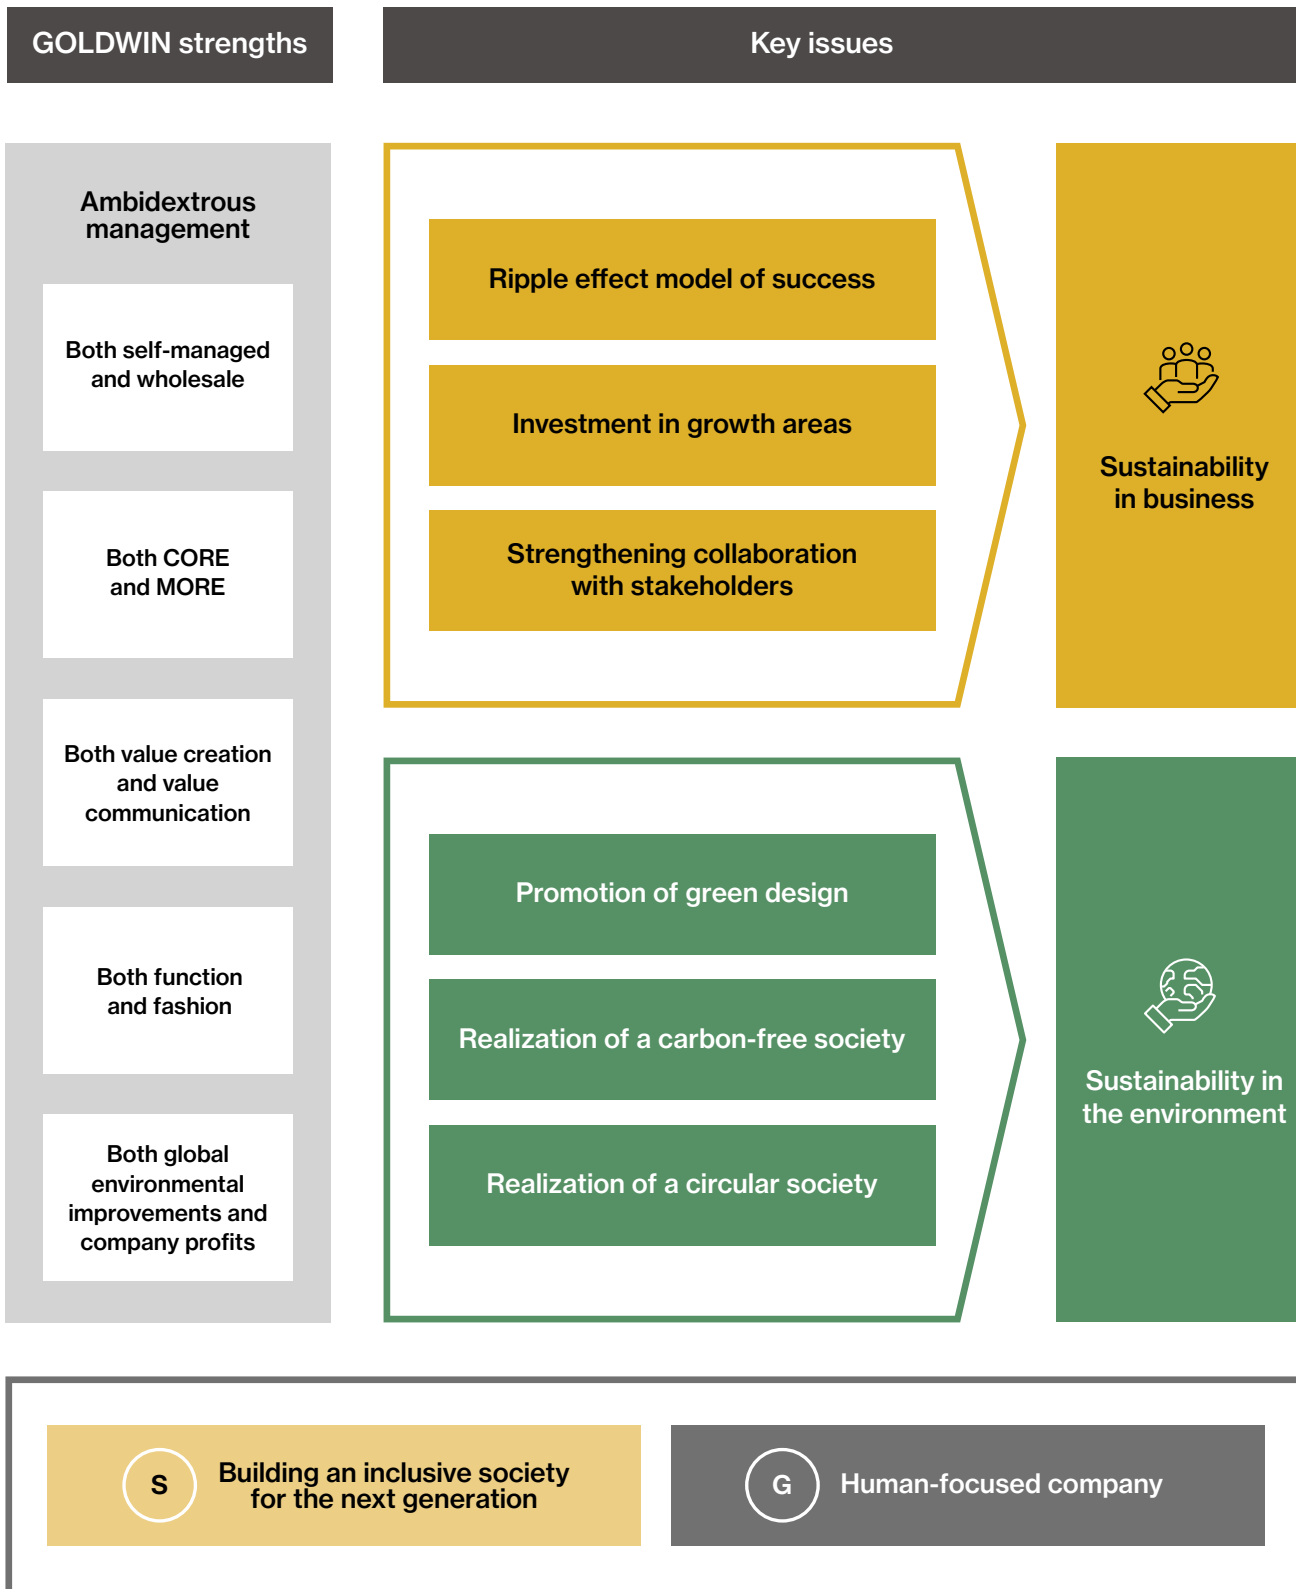 GOLDWIN strengths
Key issues
Ambidextrous
management
Both self-managed
and wholesale
Both CORE
and MORE
Both value creation
and value
communication
Both function
and fashion
Both global
environmental
improvements and
company profits
Ripple effect model of success
Investment in growth areas
Strengthening collaboration
with stakeholders
Sustainability
in business
Promotion of green design
Realization of a carbon-free society
Realization of a circular society
Sustainability in
the environment
S
Building an inclusive society
for the next generation
G
Human-focused company